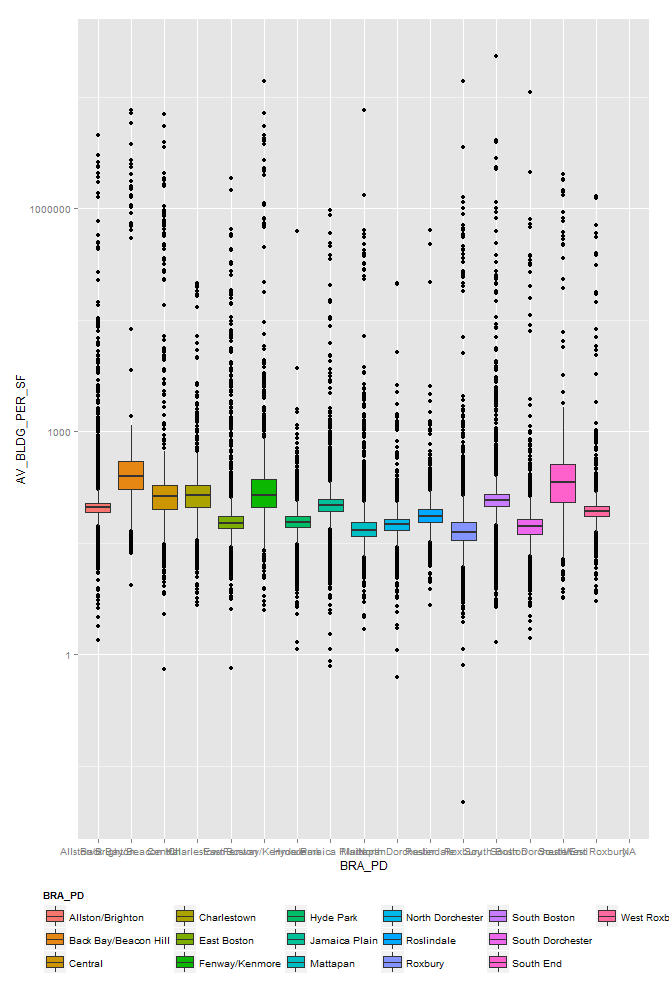 1000000
1000
1
AV_BLDG_PER_SF
BRA_PD
NA
BRA_PD
Allston/Brighton Charlestown Hyde Park North Dorchester South Boston West Roxb
Back Bay/Beacon Hill East Boston Jamaica Plain Roslindale South Dorchester
Central Fenway/Kenmore Mattapan Roxbury South End